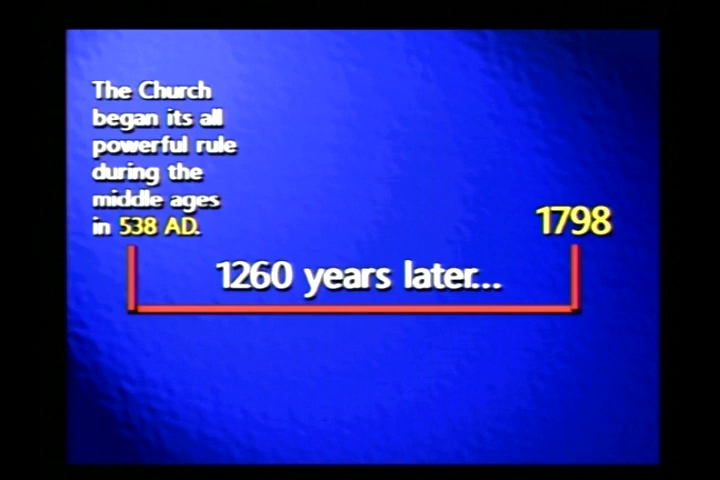 The Church
began its all
powerful rule
during the
middle ages
in 538 AD.
1798
1260 years later...